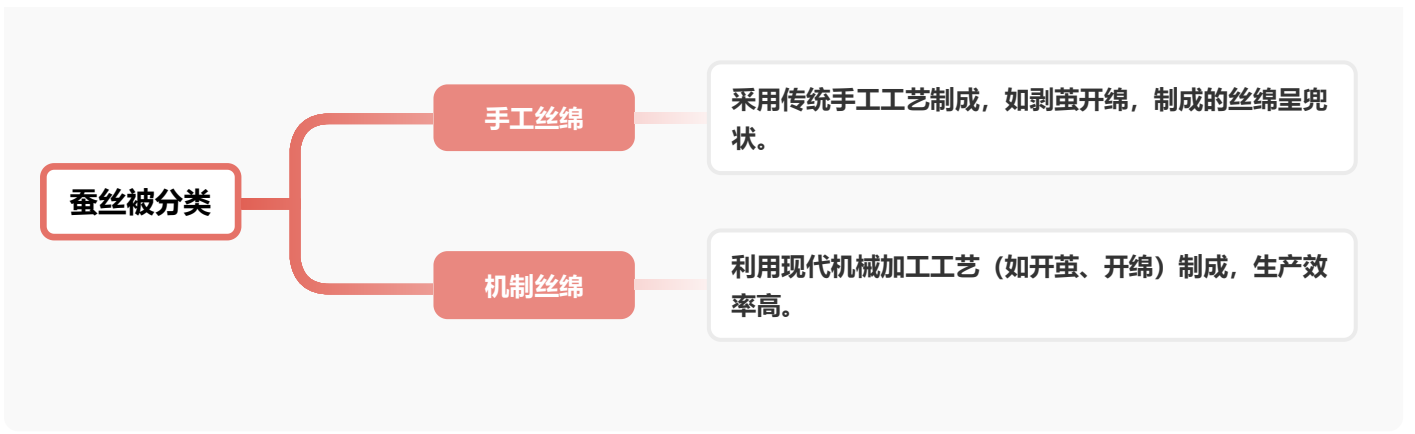 蚕丝被分类
手工丝绵
采用传统手工工艺制成，如剥茧开绵，制成的丝绵呈兜
状。
机制丝绵
利用现代机械加工工艺（如开茧、开绵）制成，生产效
率高。